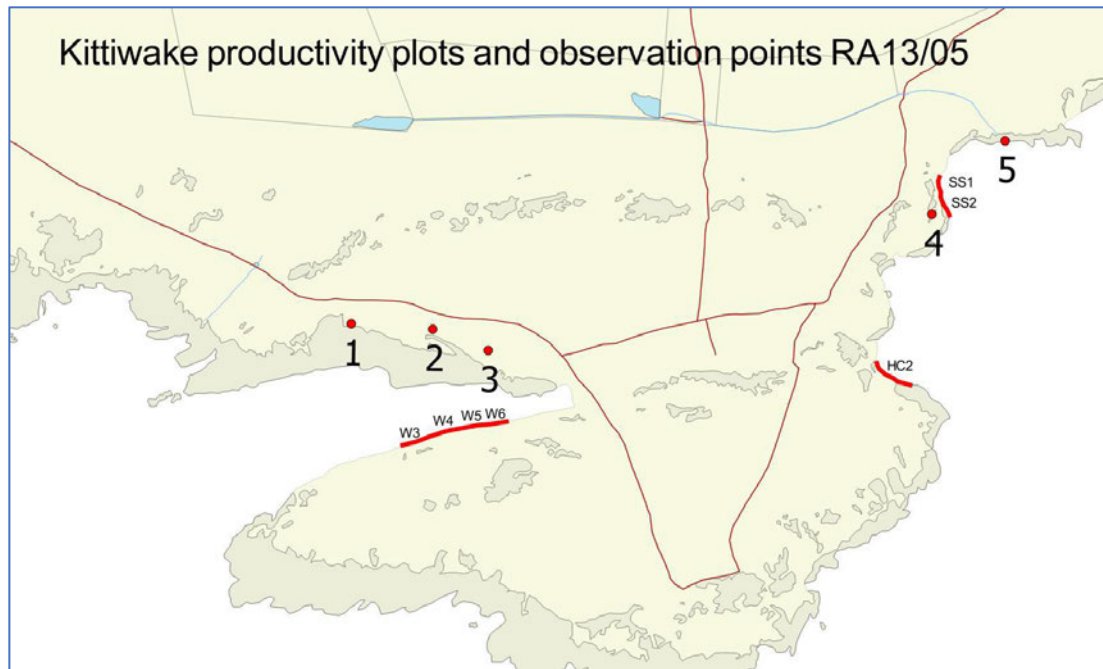 Kittiwake productivity plots and observation points RA13/05
5
SS1
SS2
4
1
2
3
HC2
W3 W4 W5 W6